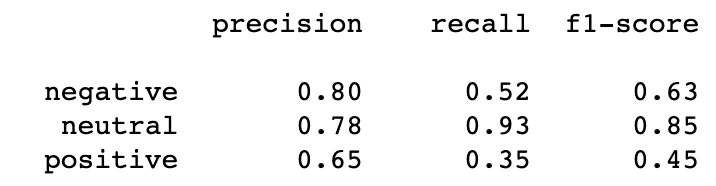 precision recall f1-score
negative 0.80 0.52 0.63
neutral 0.78 0.93 0.85
positive 0.65 0.35 0.45